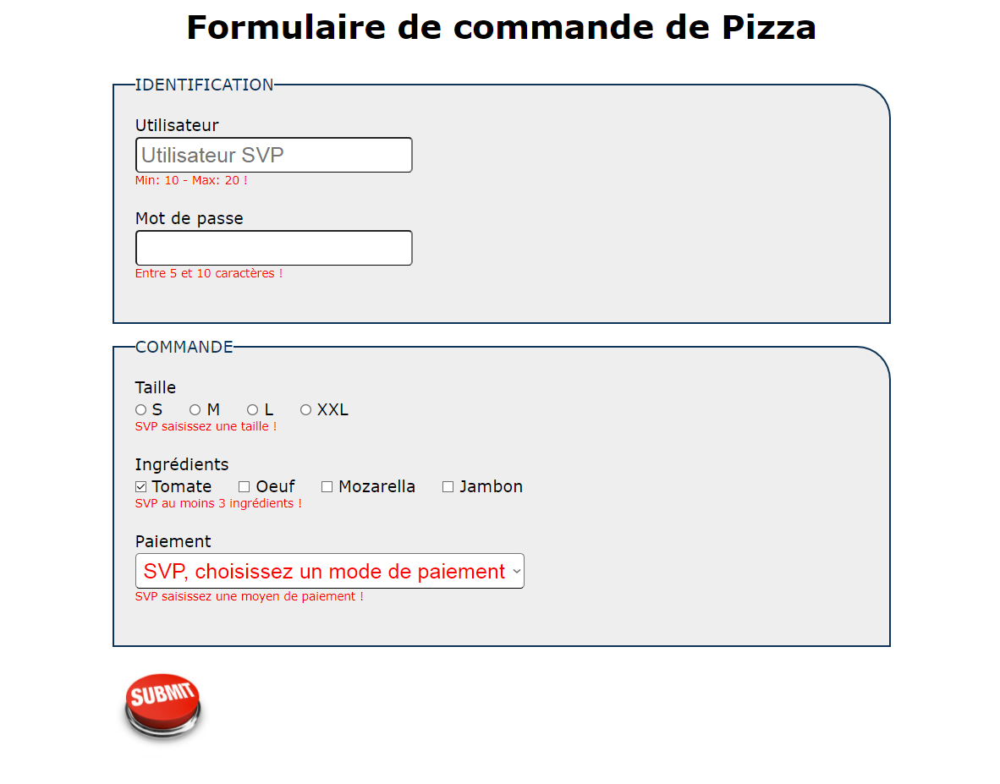 Formulaire de commande de Pizza
IDENTIFICATION
Utilisateur
Utilisateur SVP
Min: 10 - Max: 20 !
Mot de passe
Entre 5 et 10 caractères !
COMMANDE
Taille
S M L XXL
SVP saisissez une taille !
Ingrédients
Tomate Oeuf Mozarella Jambon
SVP au moins 3 ingrédients !
Paiement
SVP, choisissez un mode de paiement
SVP saisissez une moyen de paiement !
SUBMIT